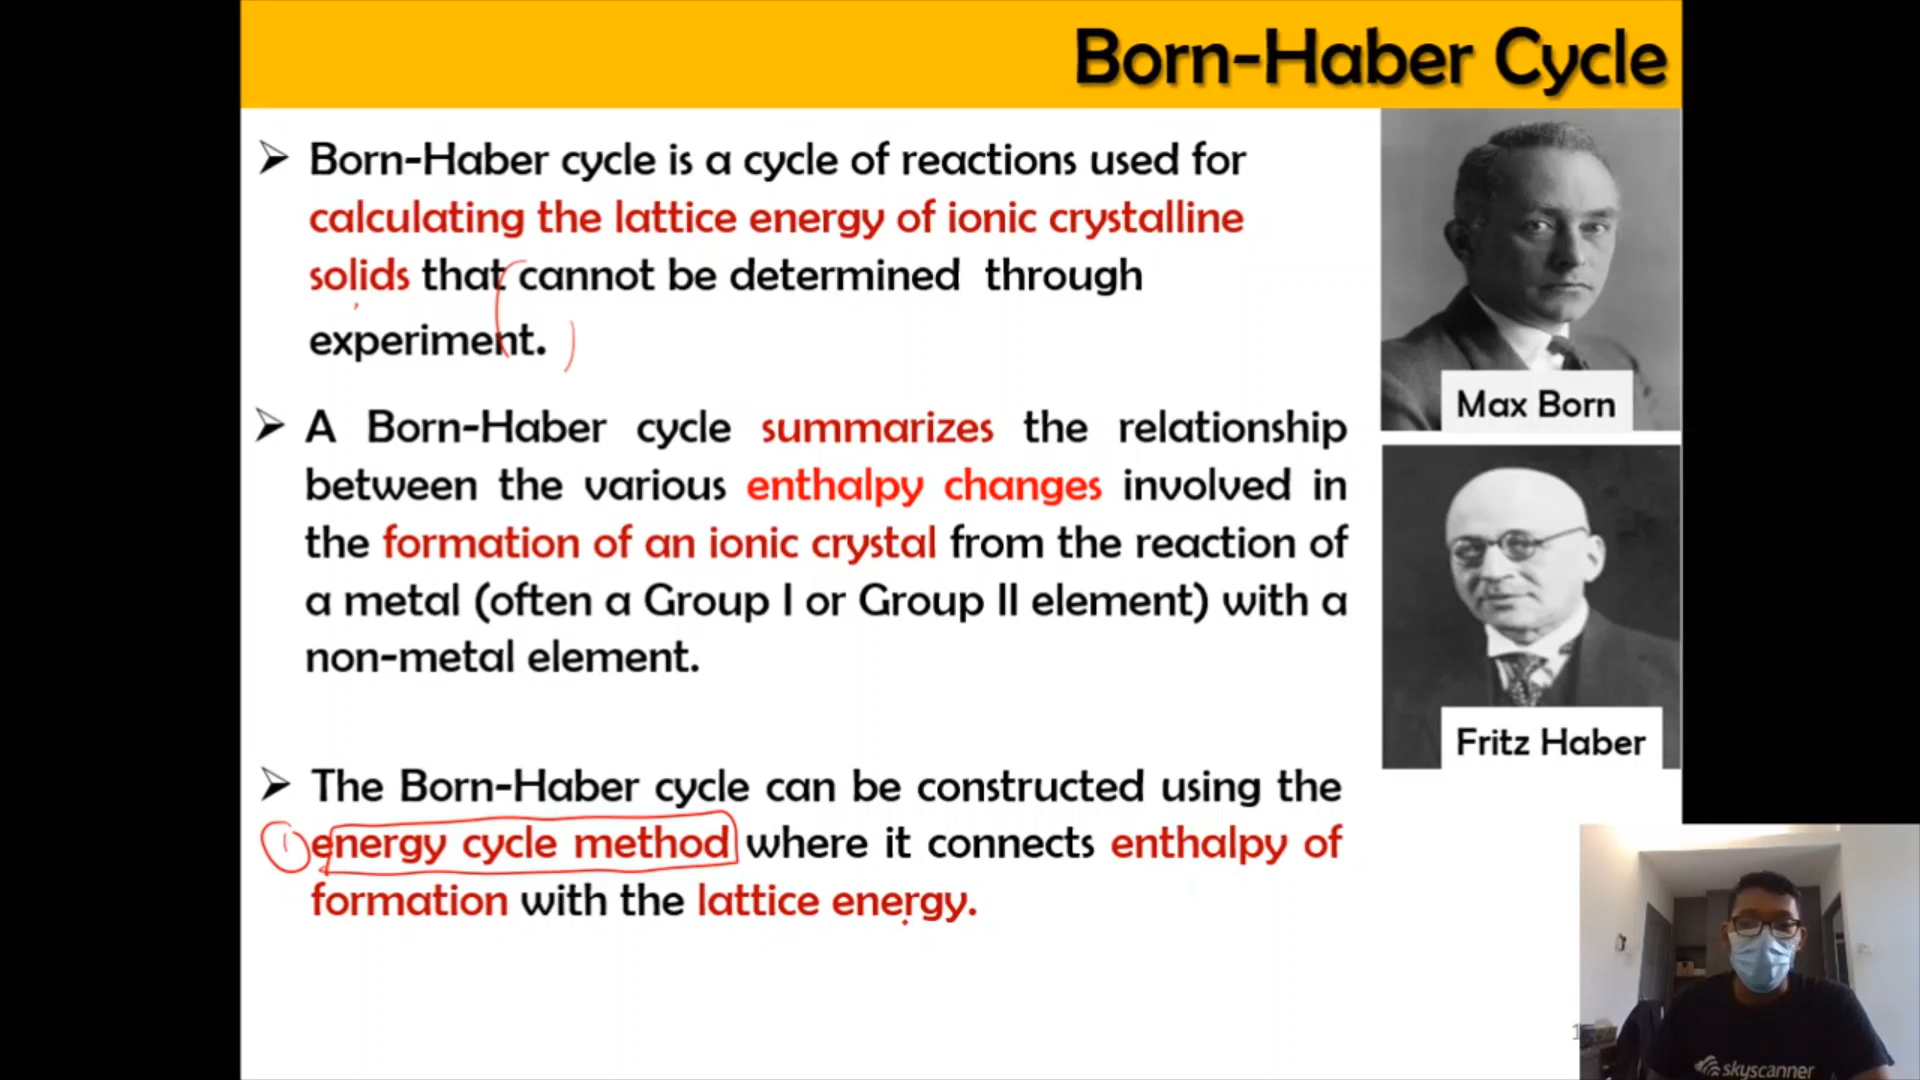 Born-Haber Cycle
Born-Haber cycle is a cycle of reactions used for
calculating the lattice energy of ionic crystalline
solids that cannot be determined through
experiment.
Max Born
A Born-Haber cycle summarizes the relationship
between the various enthalpy changes involved in
the formation of an ionic crystal from the reaction of
a metal (often a Group I or Group II element) with a
non-metal element.
Fritz Haber
The Born-Haber cycle can be constructed using the
1 energy cycle method where it connects enthalpy of
formation with the lattice energy.
skyscanner